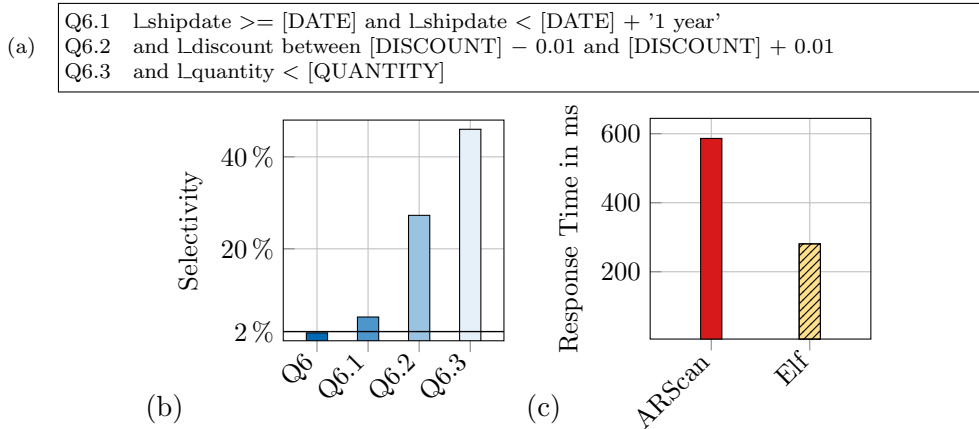 Q6.1 l_shipdate >= [DATE] and l_shipdate < [DATE] + '1 year'
(a) Q6.2 and l_discount between [DISCOUNT] − 0.01 and [DISCOUNT] + 0.01
Q6.3 and l_quantity < [QUANTITY]
Selectivity
40 %
20 %
2 %
Q6
Q6.1
Q6.2
Q6.3
(b)
Response Time in ms
600
400
200
ARScan
Elf
(c)